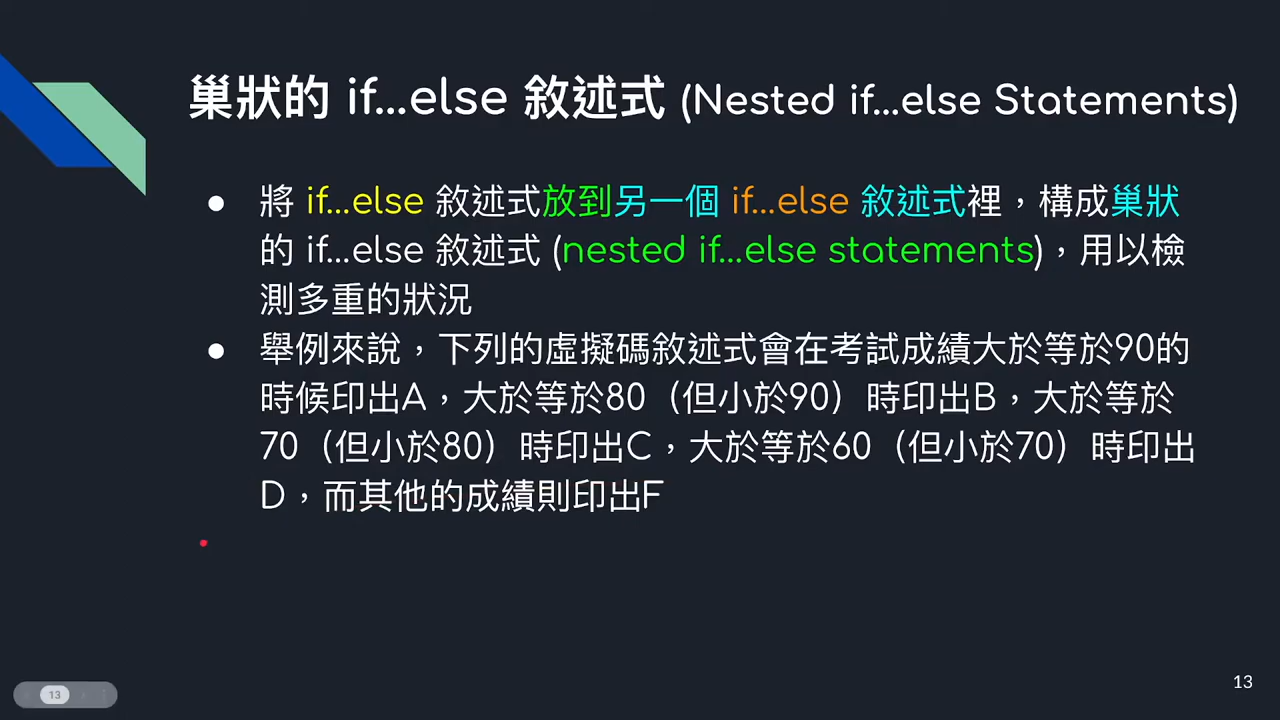 巢狀的 if...else 敘述式 (Nested if...else Statements)
● 將 if...else 敘述式放到另一個 if...else 敘述式裡，構成巢狀
的 if...else 敘述式 (nested if...else statements)，用以檢
測多重的狀況
● 舉例來說，下列的虛擬碼敘述式會在考試成績大於等於90的
時候印出A，大於等於80（但小於90）時印出B，大於等於
70（但小於80）時印出C，大於等於60（但小於70）時印出
D，而其他的成績則印出F
13
13